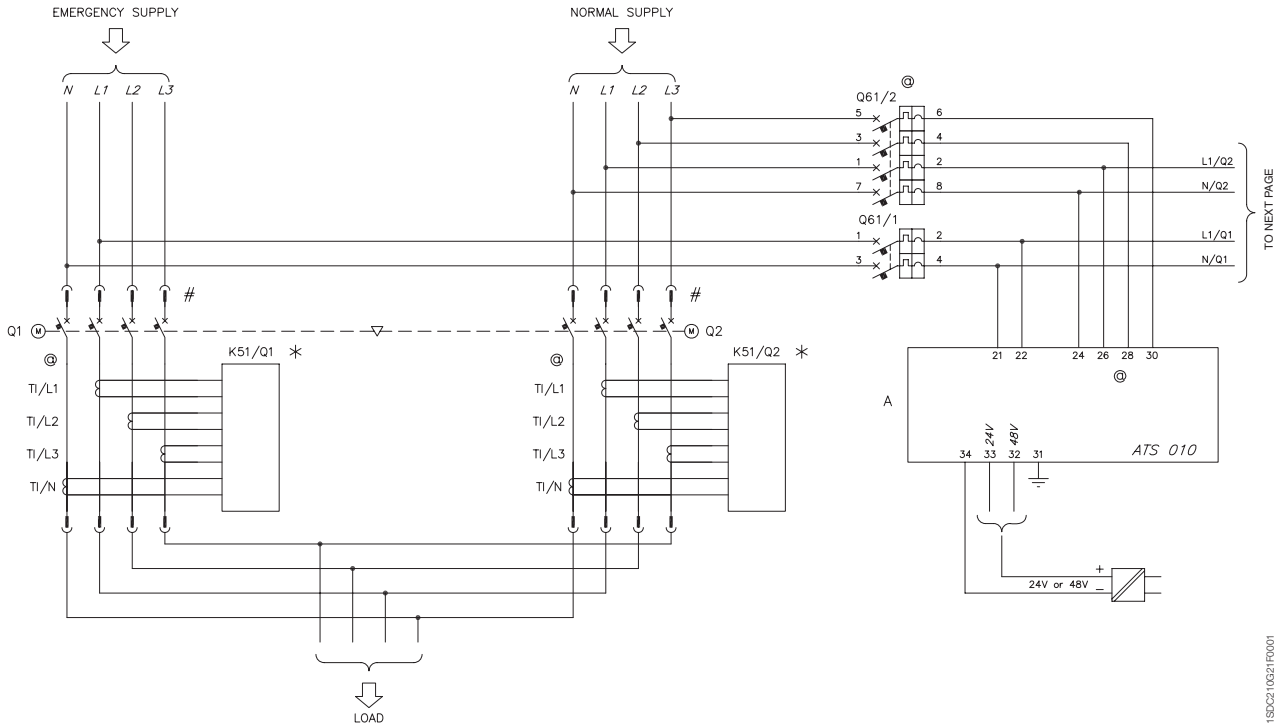 EMERGENCY SUPPLY
NORMAL SUPPLY
N L1 L2 L3
N L1 L2 L3
@
Q61/2
5 6
3 4
1 2
L1/Q2
7 8
N/Q2
Q61/1
1 2
L1/Q1
3 4
N/Q1
TO NEXT PAGE
#
#
Q1 M
M Q2
@
K51/Q1 *
@
K51/Q2 *
TI/L1
TI/L2
TI/L3
TI/N
TI/L1
TI/L2
TI/L3
TI/N
21 22 24 26 28 30
@
A
24V
48V
ATS 010
34 33 32 31
+
24V or 48V −
LOAD
1SDC210G21F0001